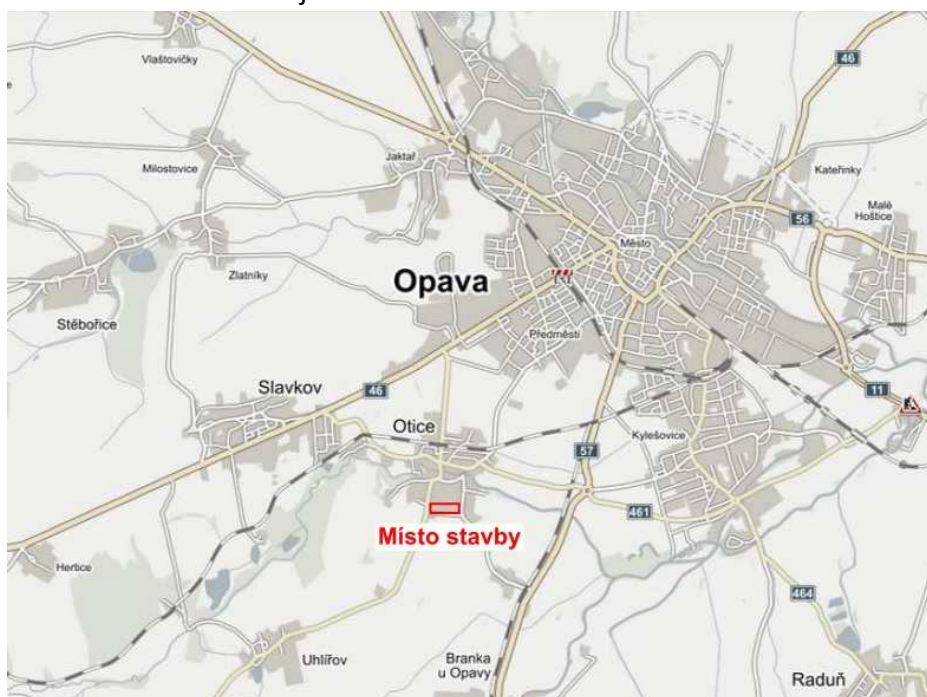 Vlaštovičky
46
Milostovice
Jaktař
Kateřinky
Malé
Hoštice
56
Město
Zlatníky
Opava
Stěbořice
Předměstí
Slavkov
46
11
Otice
Kylešovice
57
461
Místo stavby
Hertice
464
Uhlířov
Branka
u Opavy
Raduň